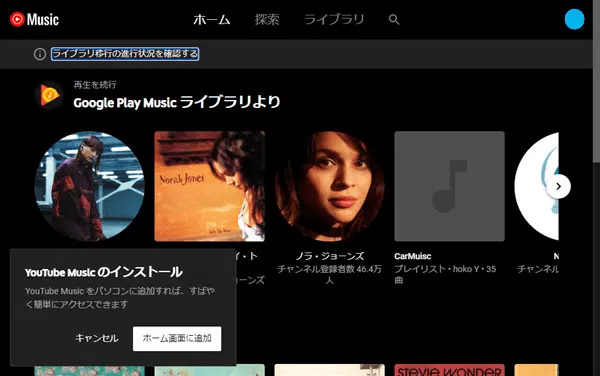 Music ホーム 探索 ライブラリ
ライブラリ移行の進行状況を確認する
再生を続行
Google Play Music ライブラリより
Norah Jones
イ・ト ノラ・ジョーンズ CarMuisc N
ョーンズ チャンネル登録者数 46.4万 プレイリスト • hoko Y • 35 チャンネル
人 曲
YouTube Music のインストール
YouTube Music をパソコンに追加すれば、すばや
く簡単にアクセスできます
キャンセル ホーム画面に追加
STEVIE WONDER